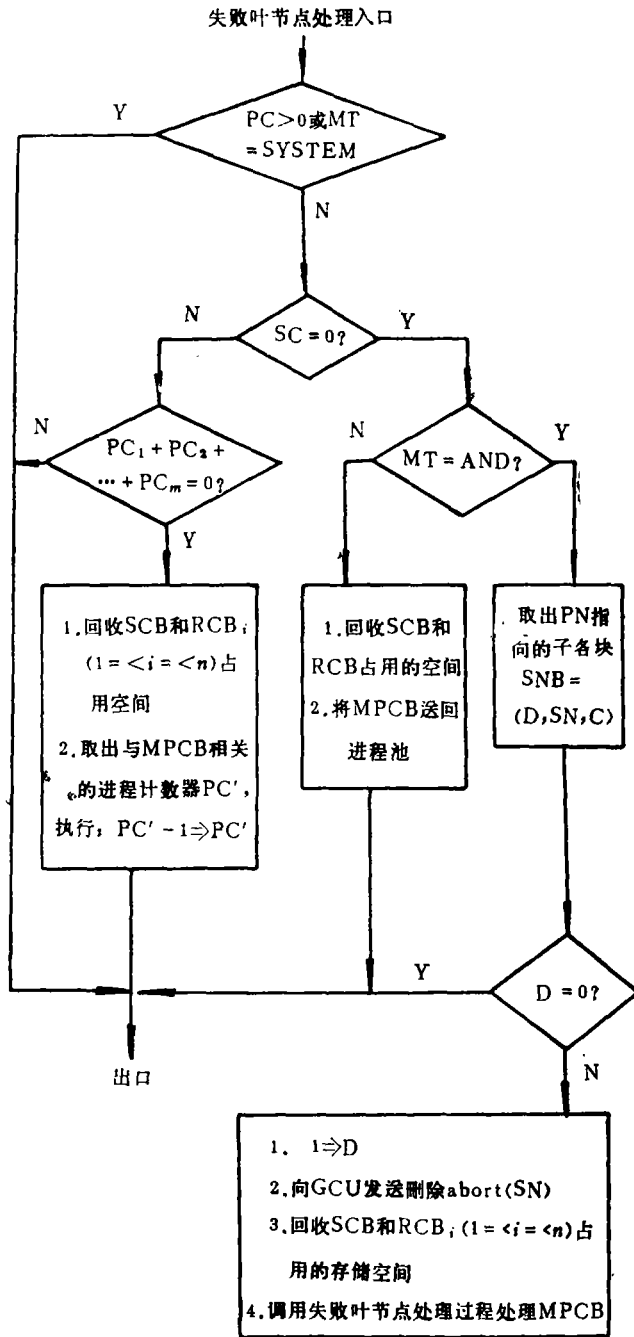 失败叶节点处理入口
Y
PC>0或MT
=SYSTEM
N
N
SC=0?
Y
N
PC₁+PC₂+
…+PCₘ=0?
Y
N
MT=AND?
Y
1.回收SCB和RCBᵢ
(1=<i=<n)占
用空间
2.取出与MPCB相关
的进程计数器PC′,
执行: PC′-1⇒PC′
1.回收SCB和
RCB占用的空间
2.将MPCB送回
进程池
取出PN指
向的子各块
SNB=
(D,SN,C)
Y
D=0?
N
出口
1. 1⇒D
2.向GCU发送删除abort(SN)
3.回收SCB和RCBᵢ(1=<i=<n)占
用的存储空间
4.调用失败叶节点处理过程处理MPCB